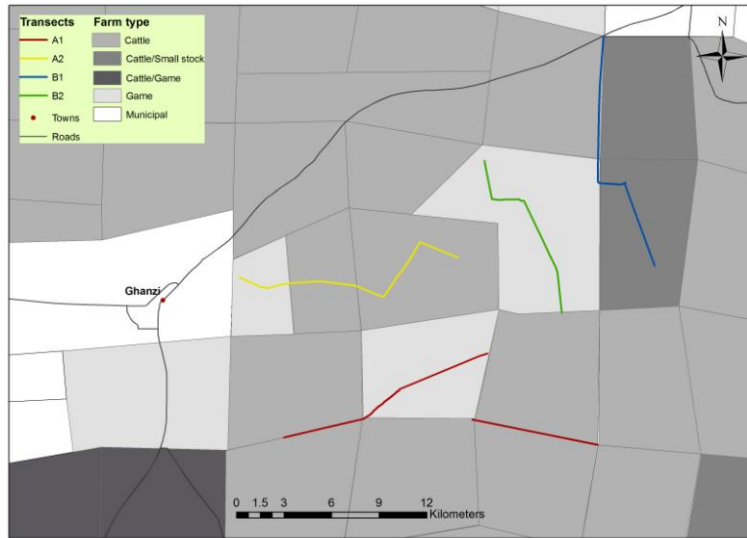 Transects
A1
A2
B1
B2
Towns
Roads
Farm type
Cattle
Cattle/Small stock
Cattle/Game
Game
Municipal
N
Ghanzi
0 1.5 3 6 9 12
Kilometers